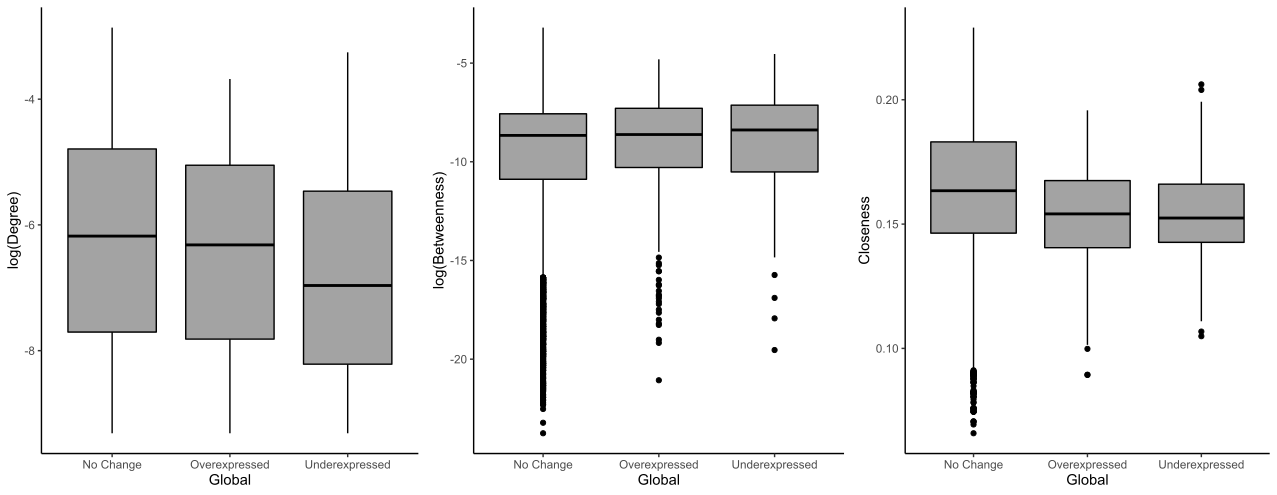 log(Degree)
-4
-6
-8
No Change Overexpressed Underexpressed
Global
log(Betweenness)
-5
-10
-15
-20
No Change Overexpressed Underexpressed
Global
Closeness
0.20
0.15
0.10
No Change Overexpressed Underexpressed
Global